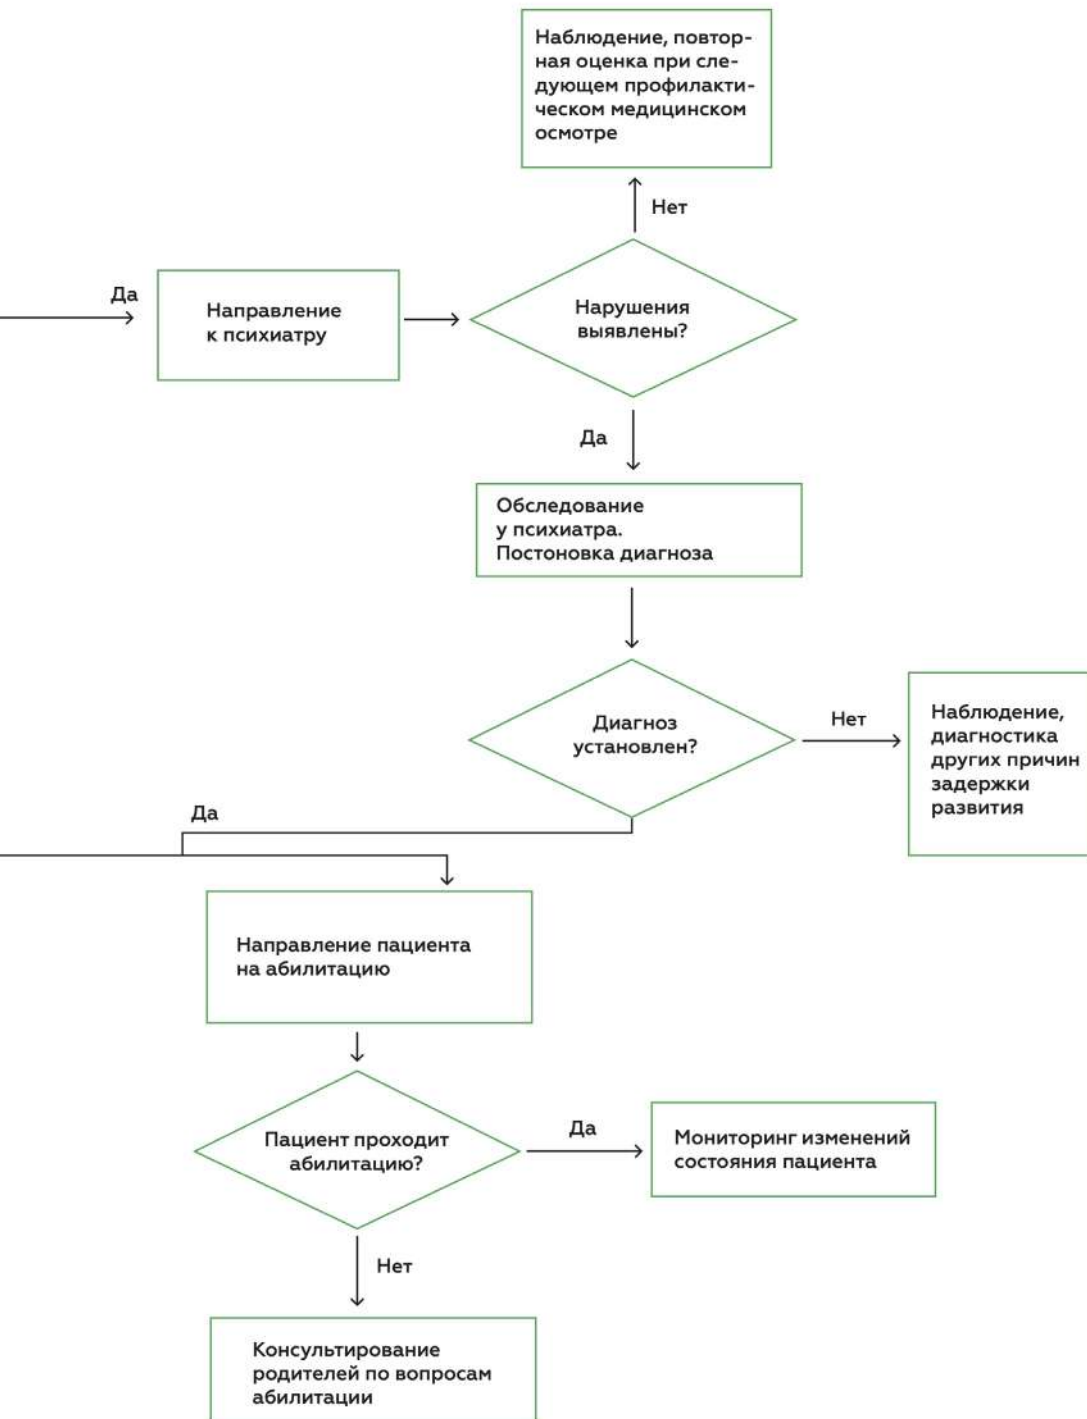 Наблюдение, повтор-
ная оценка при сле-
дующем профилакти-
ческом медицинском
осмотре
Нет
Да
Направление
к психиатру
Нарушения
выявлены?
Да
Обследование
у психиатра.
Постоновка диагноза
Диагноз
установлен?
Нет
Наблюдение,
диагностика
других причин
задержки
развития
Да
Направление пациента
на абилитацию
Пациент проходит
абилитацию?
Да
Мониторинг изменений
состояния пациента
Нет
Консультирование
родителей по вопросам
абилитации